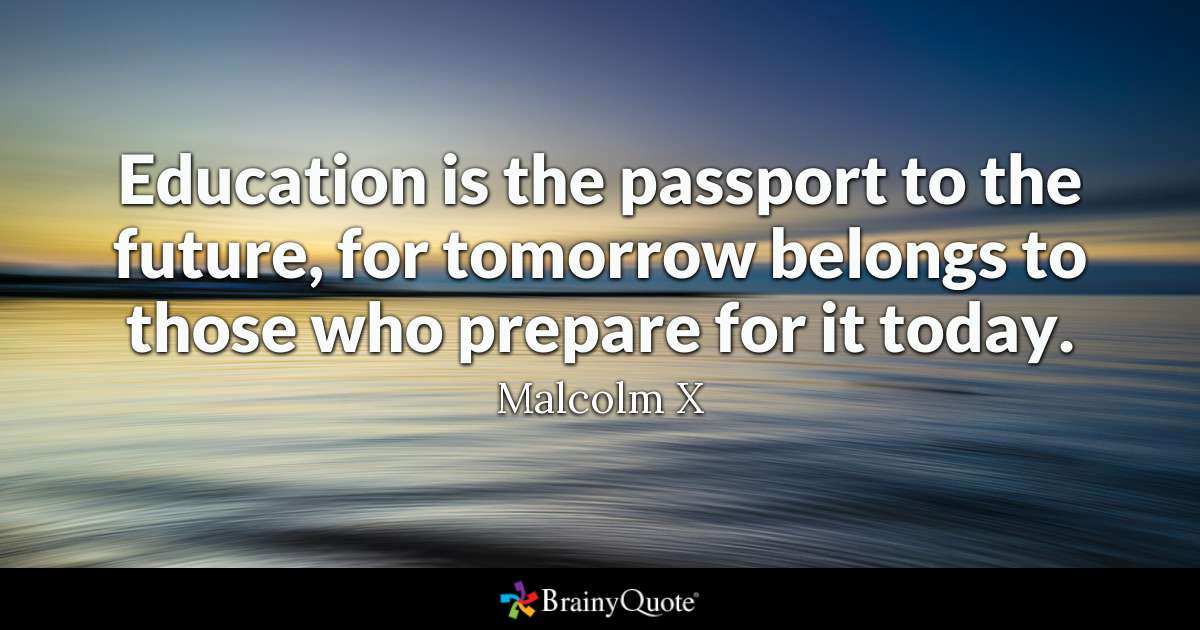 Education is the passport to the
future, for tomorrow belongs to
those who prepare for it today.
Malcolm X
BrainyQuote®